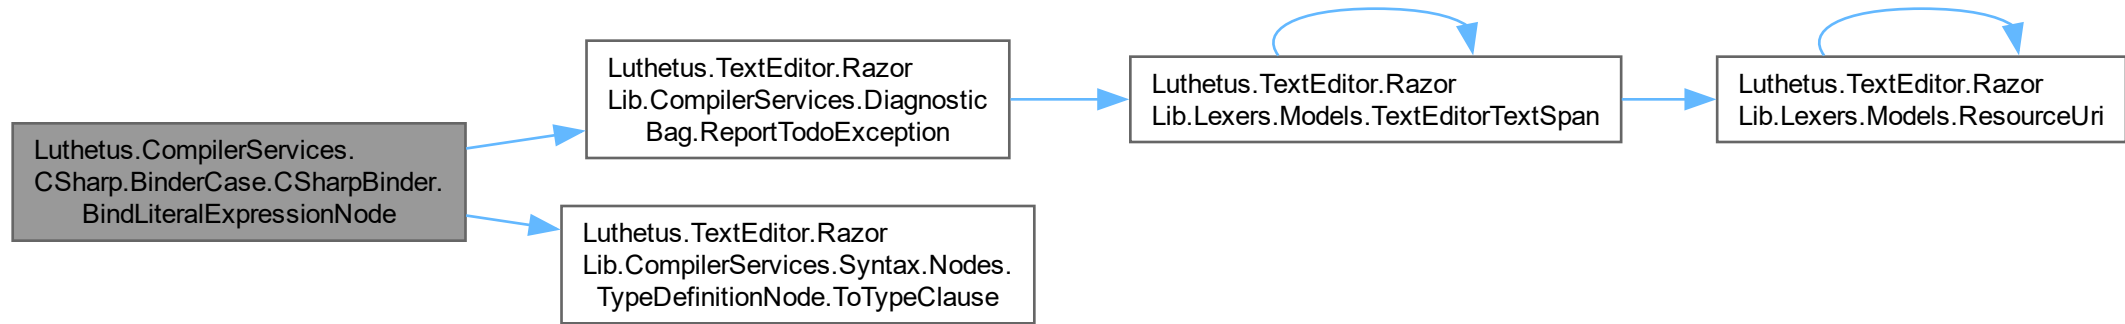 Luthetus.CompilerServices.
CSharp.BinderCase.CSharpBinder.
BindLiteralExpressionNode
Luthetus.TextEditor.Razor
Lib.CompilerServices.Diagnostic
Bag.ReportTodoException
Luthetus.TextEditor.Razor
Lib.Lexers.Models.TextEditorTextSpan
Luthetus.TextEditor.Razor
Lib.Lexers.Models.ResourceUri
Luthetus.TextEditor.Razor
Lib.CompilerServices.Syntax.Nodes.
TypeDefinitionNode.ToTypeClause